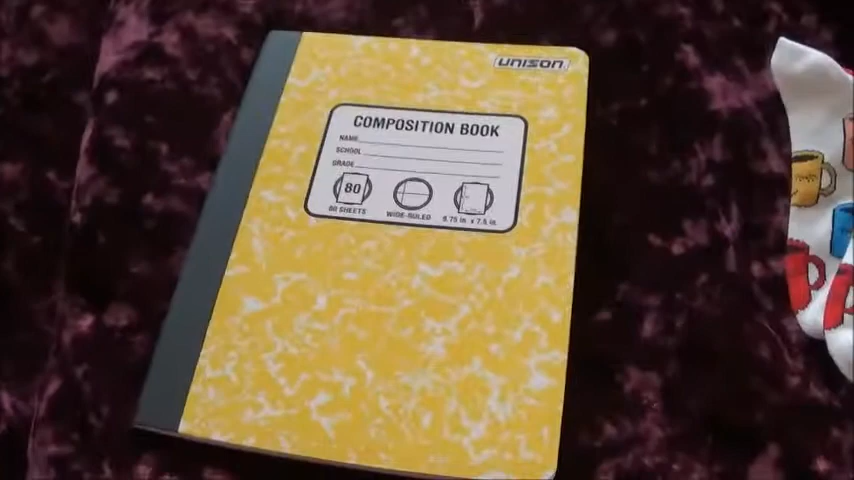 UNISON
COMPOSITION BOOK
NAME
SCHOOL
GRADE
80
80 SHEETS
WIDE-RULED
9.75 in x 7.5 in.